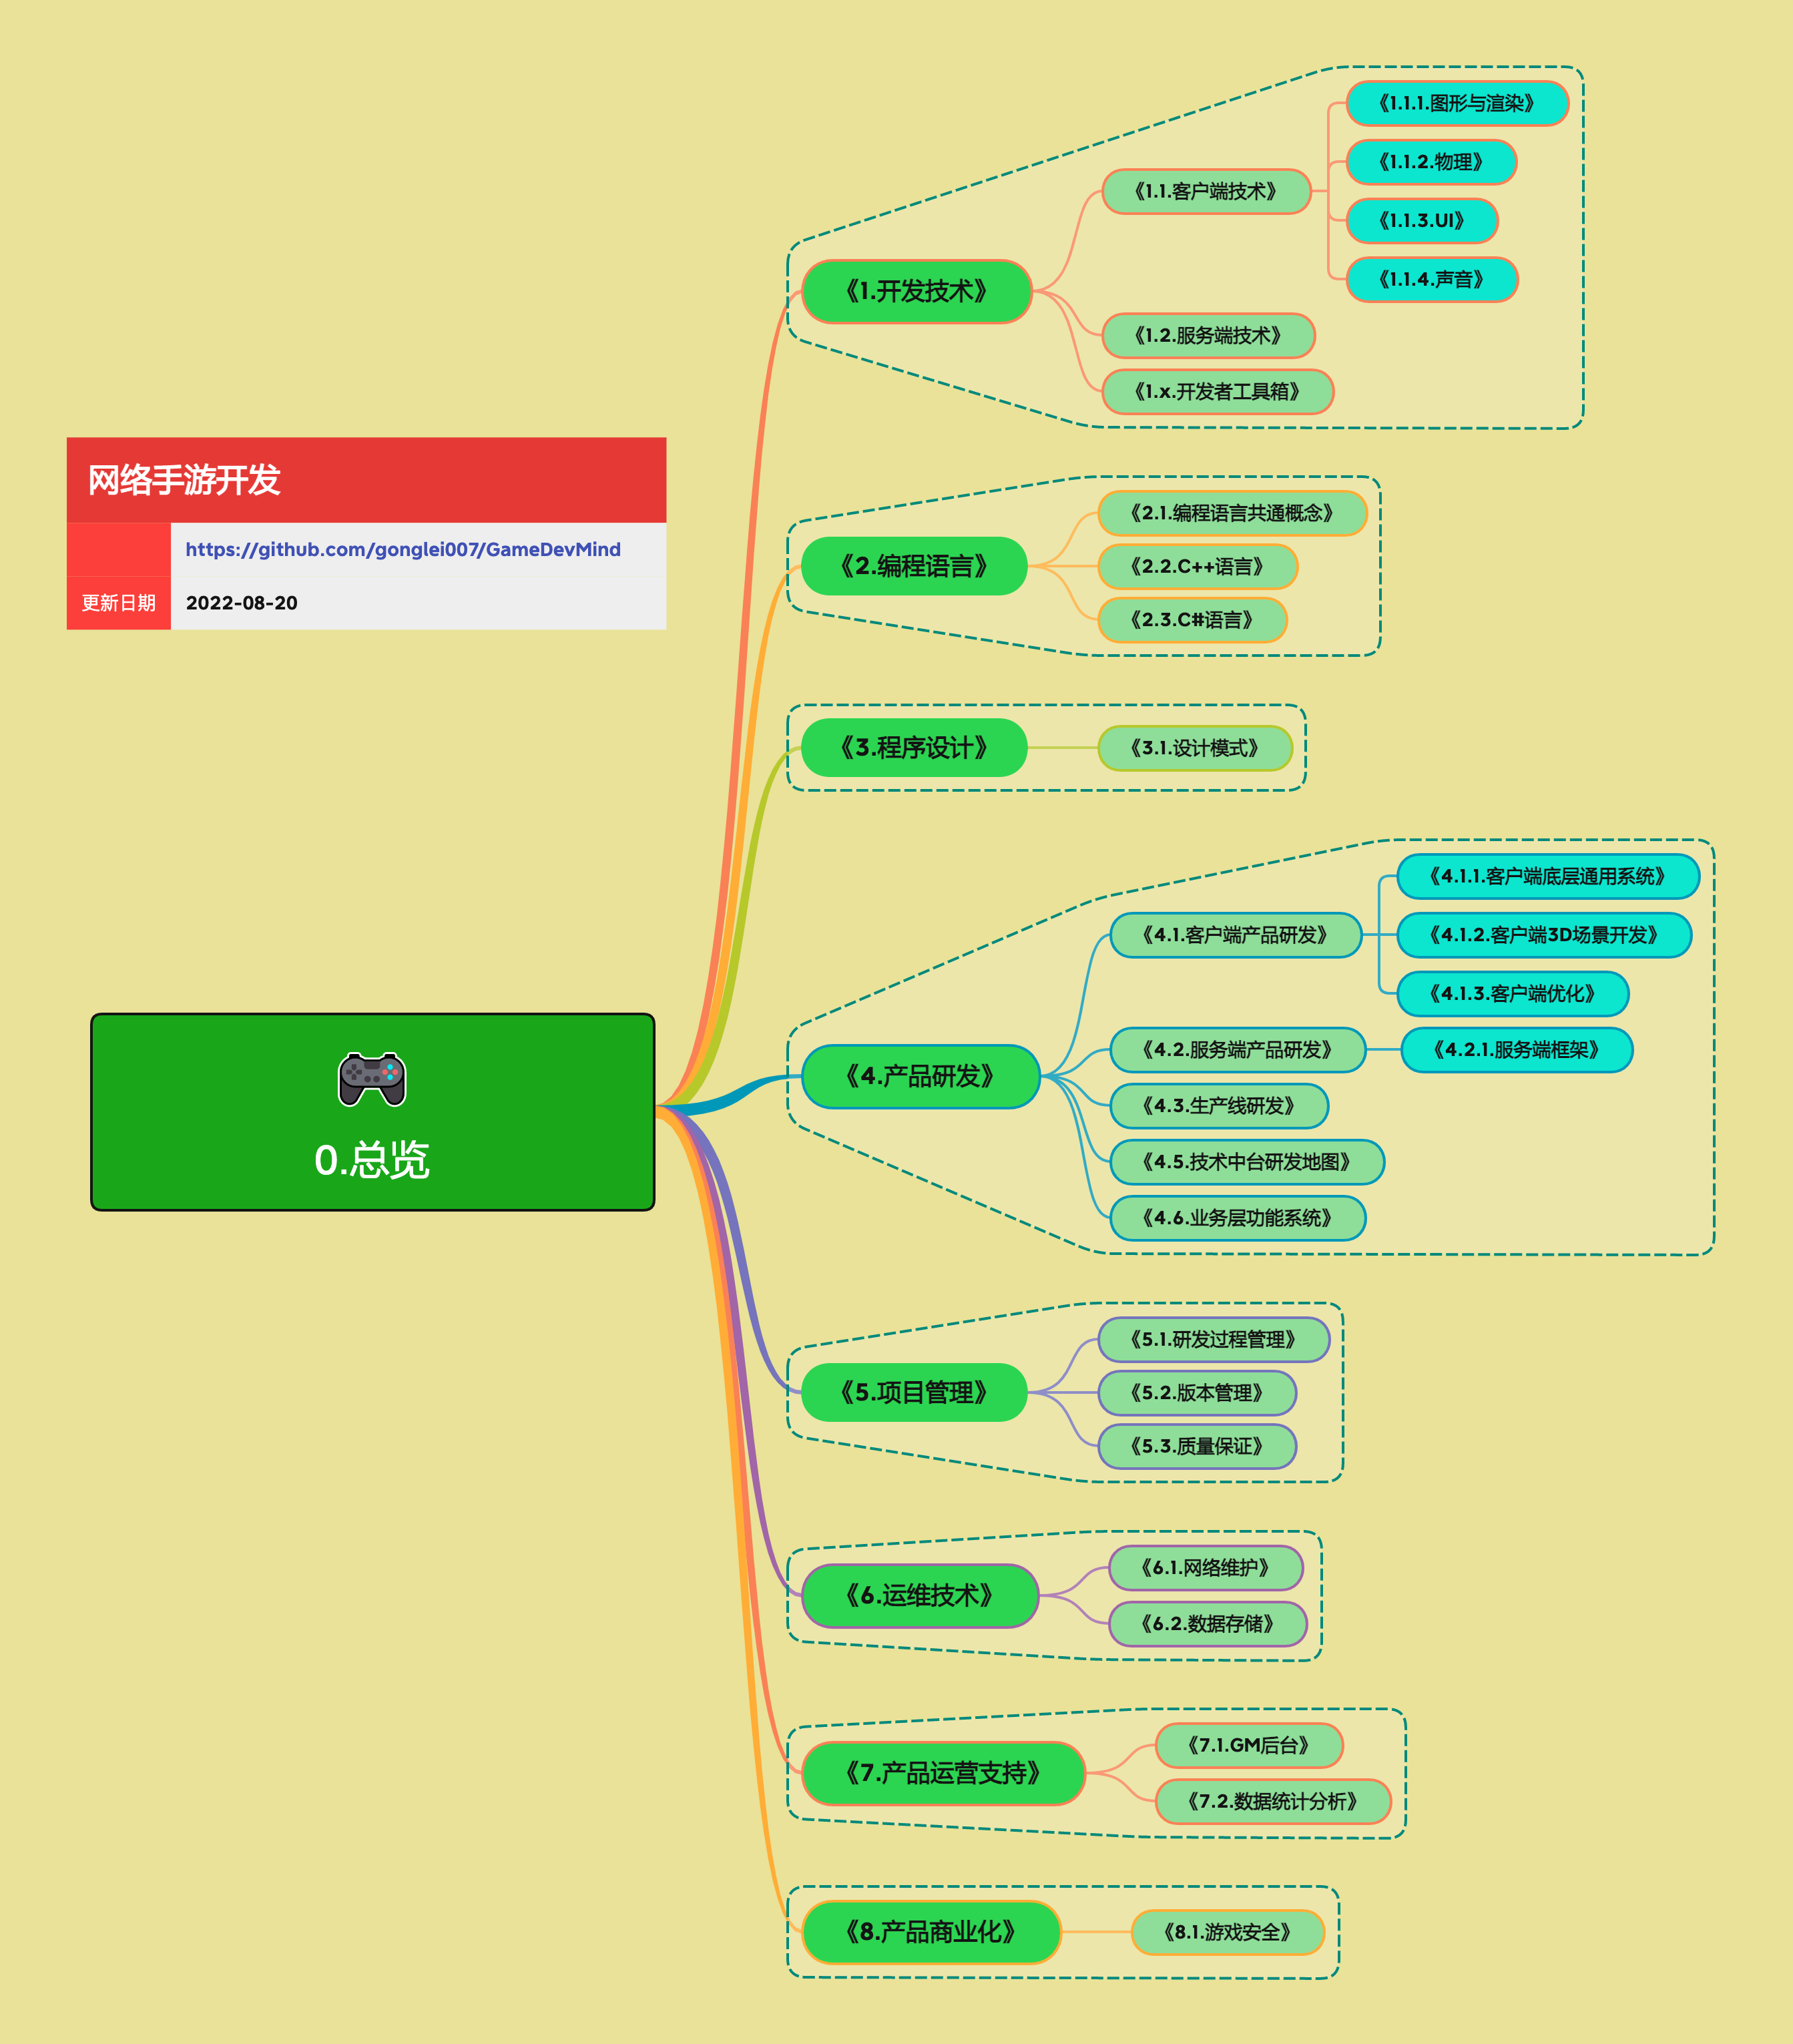 网络手游开发
https://github.com/gonglei007/GameDevMind
更新日期
2022-08-20
0.总览
《1.开发技术》
《1.1.客户端技术》
《1.1.1.图形与渲染》
《1.1.2.物理》
《1.1.3.UI》
《1.1.4.声音》
《1.2.服务端技术》
《1.x.开发者工具箱》
《2.编程语言》
《2.1.编程语言共通概念》
《2.2.C++语言》
《2.3.C#语言》
《3.程序设计》
《3.1.设计模式》
《4.产品研发》
《4.1.客户端产品研发》
《4.1.1.客户端底层通用系统》
《4.1.2.客户端3D场景开发》
《4.1.3.客户端优化》
《4.2.服务端产品研发》
《4.2.1.服务端框架》
《4.3.生产线研发》
《4.5.技术中台研发地图》
《4.6.业务层功能系统》
《5.项目管理》
《5.1.研发过程管理》
《5.2.版本管理》
《5.3.质量保证》
《6.运维技术》
《6.1.网络维护》
《6.2.数据存储》
《7.产品运营支持》
《7.1.GM后台》
《7.2.数据统计分析》
《8.产品商业化》
《8.1.游戏安全》